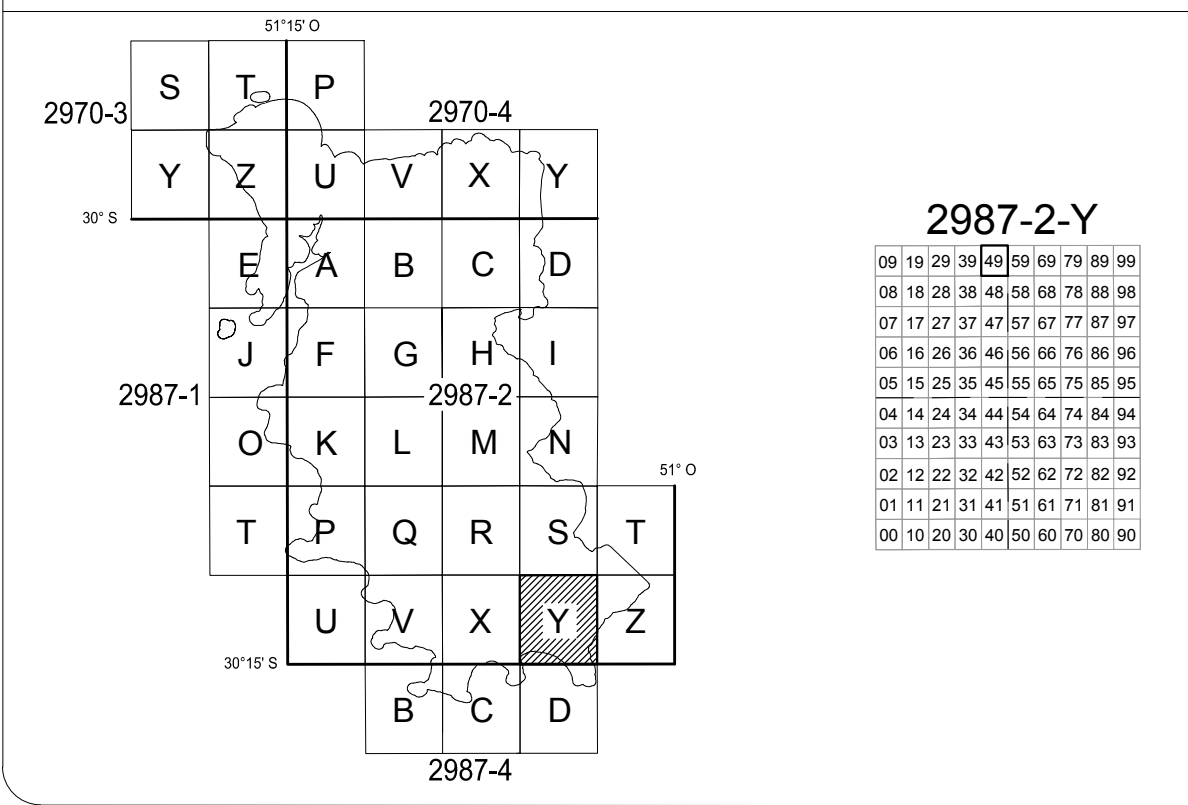 51°15' O
S T P
2970-3 2970-4
Y Z U V X Y
30° S
E A B C D
J F G H I
2987-1 2987-2
O K L M N
51° O
T P Q R S T
U V X Y Z
30°15' S
B C D
2987-4
2987-2-Y
09 19 29 39 49 59 69 79 89 99
08 18 28 38 48 58 68 78 88 98
07 17 27 37 47 57 67 77 87 97
06 16 26 36 46 56 66 76 86 96
05 15 25 35 45 55 65 75 85 95
04 14 24 34 44 54 64 74 84 94
03 13 23 33 43 53 63 73 83 93
02 12 22 32 42 52 62 72 82 92
01 11 21 31 41 51 61 71 81 91
00 10 20 30 40 50 60 70 80 90